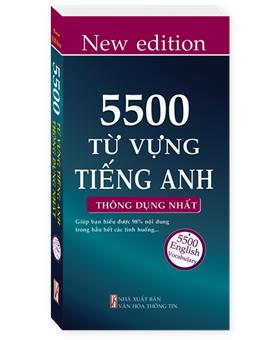 New edition
5500
TỪ VỰNG
TIẾNG ANH
THÔNG DỤNG NHẤT
Giúp bạn hiểu được 98% nội dung
trong hầu hết các tình huống...
5500
English
Vocabulary
NHÀ XUẤT BẢN
VĂN HÓA THÔNG TIN
5500
TỪ VỰNG TIẾNG ANH
THÔNG DỤNG NHẤT